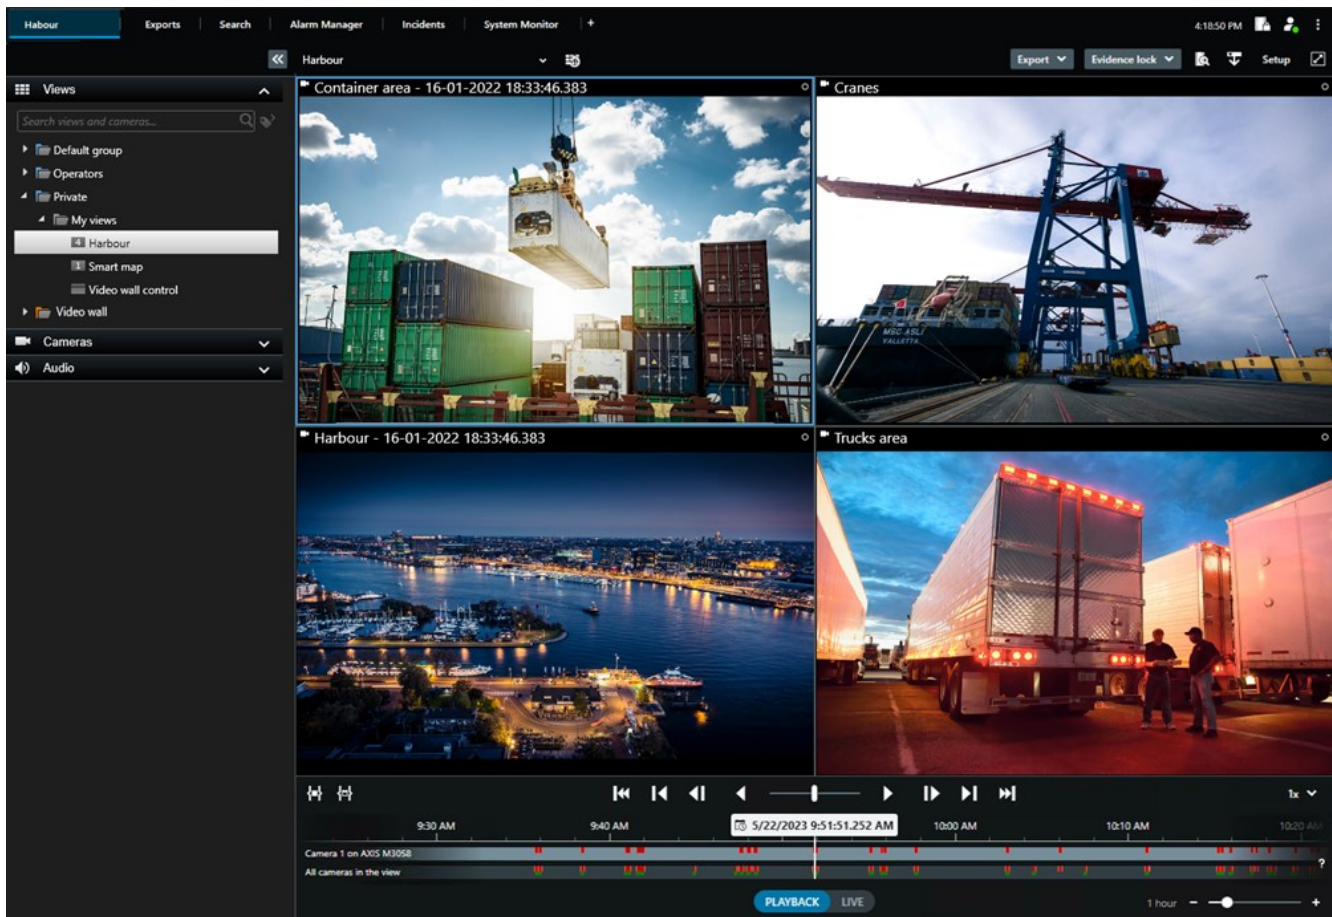 Habour Exports Search Alarm Manager Incidents System Monitor + 4:18:50 PM
Harbour Export Evidence lock Setup
Views
Search views and cameras...
Default group
Operators
Private
My views
4 Harbour
1 Smart map
Video wall control
Video wall
Cameras
Audio
Container area - 16-01-2022 18:33:46.383
Cranes
MSC ASLI
VALLETTA
Harbour - 16-01-2022 18:33:46.383
Trucks area
1x
9:30 AM 9:40 AM 5/22/2023 9:51:51.252 AM 10:00 AM 10:10 AM 10:20 AM
Camera 1 on AXIS M3058
All cameras in the view
?
PLAYBACK LIVE
1 hour - +